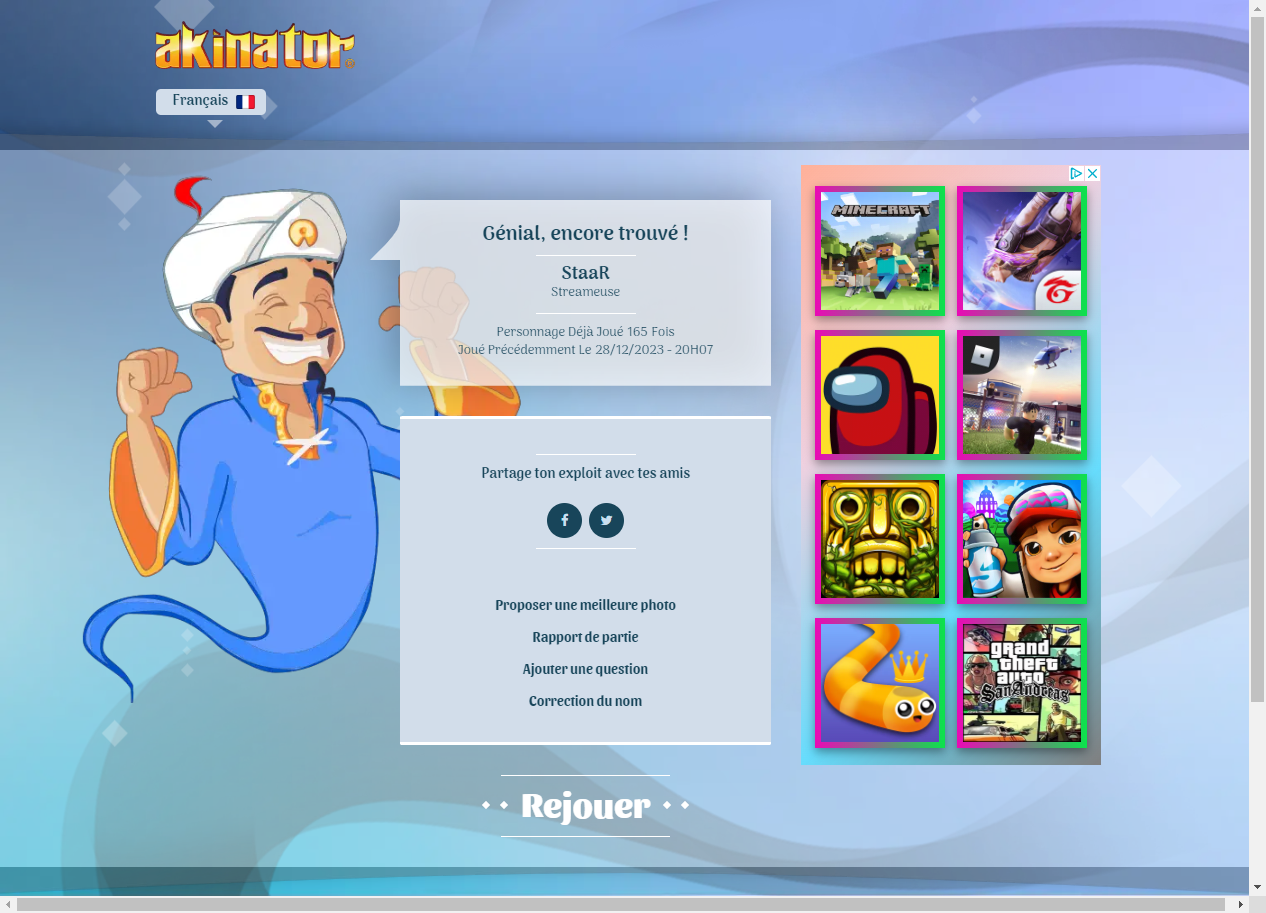 akinator
Français
Génial, encore trouvé !
StaaR
Streameuse
Personnage Déjà Joué 165 Fois
Joué Précédemment Le 28/12/2023 - 20H07
Partage ton exploit avec tes amis
Proposer une meilleure photo
Rapport de partie
Ajouter une question
Correction du nom
Rejouer
MINECRAFT
grand
theft
auto
San Andreas